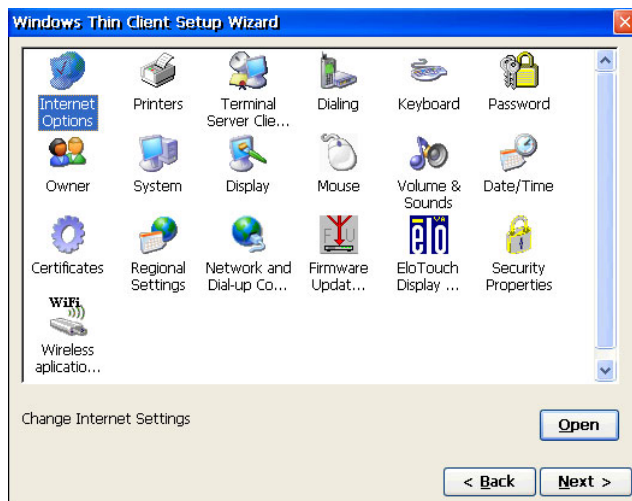 Windows Thin Client Setup Wizard
Internet Options
Printers
Terminal Server Clie...
Dialing
Keyboard
Password
Owner
System
Display
Mouse
Volume & Sounds
Date/Time
Certificates
Regional Settings
Network and Dial-up Co...
FU
Firmware Updat...
elo
EloTouch Display ...
Security Properties
WiFi
Wireless aplicatio...
Change Internet Settings
Open
< Back
Next >